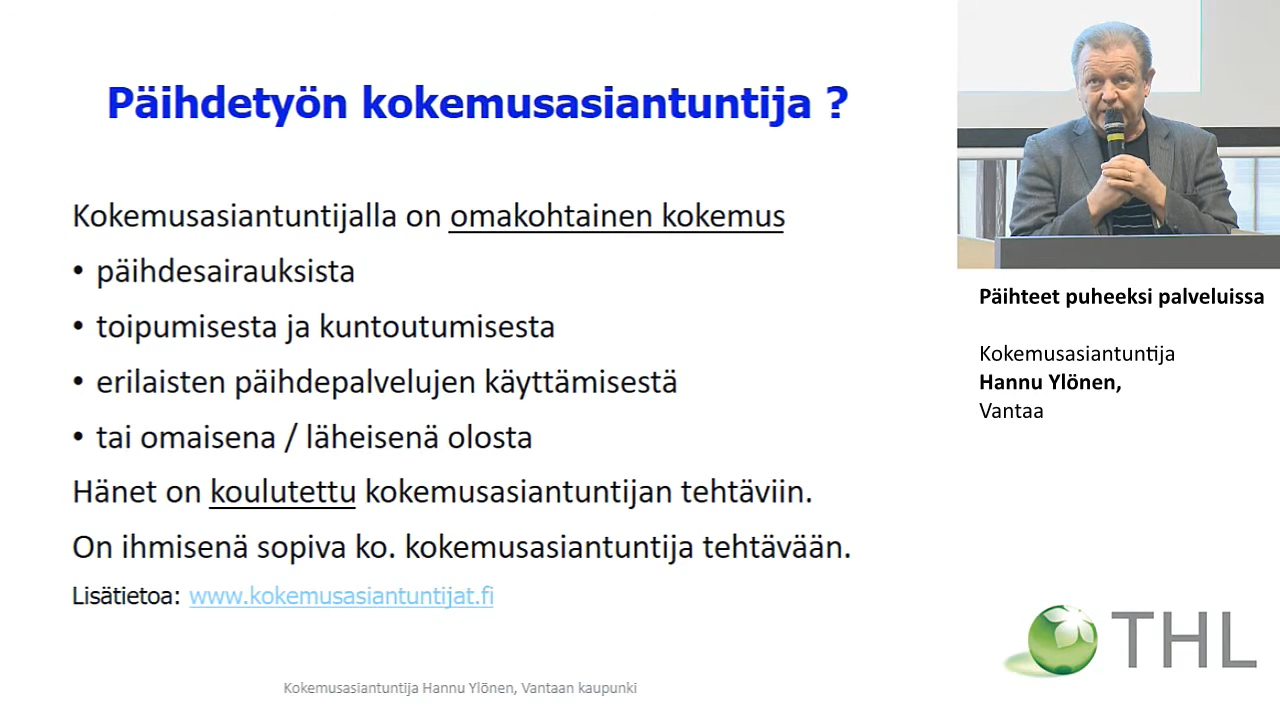 Päihdetyön kokemusasiantuntija ?
Kokemusasiantuntijalla on omakohtainen kokemus
• päihdesairauksista
• toipumisesta ja kuntoutumisesta
• erilaisten päihdepalvelujen käyttämisestä
• tai omaisena / läheisenä olosta
Hänet on koulutettu kokemusasiantuntijan tehtäviin.
On ihmisenä sopiva ko. kokemusasiantuntija tehtävään.
Lisätietoa: www.kokemusasiantuntijat.fi
Kokemusasiantuntija Hannu Ylönen, Vantaan kaupunki
Päihteet puheeksi palveluissa
Kokemusasiantuntija
Hannu Ylönen,
Vantaa
THL